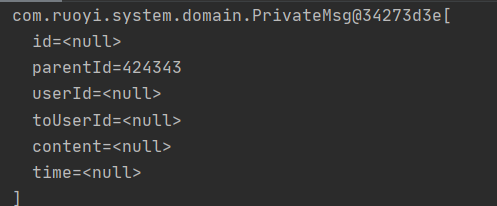 com.ruoyi.system.domain.PrivateMsg@34273d3e[
  id=<null>
  parentId=424343
  userId=<null>
  toUserId=<null>
  content=<null>
  time=<null>
]